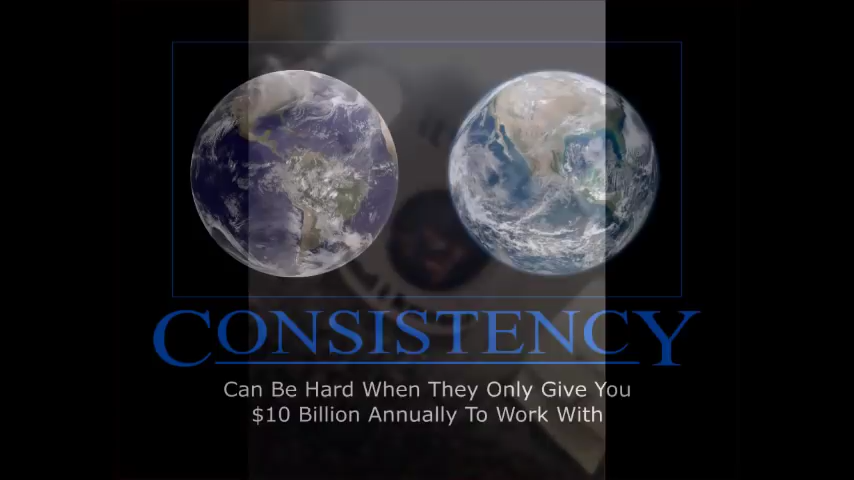 CONSISTENCY
Can Be Hard When They Only Give You
$10 Billion Annually To Work With